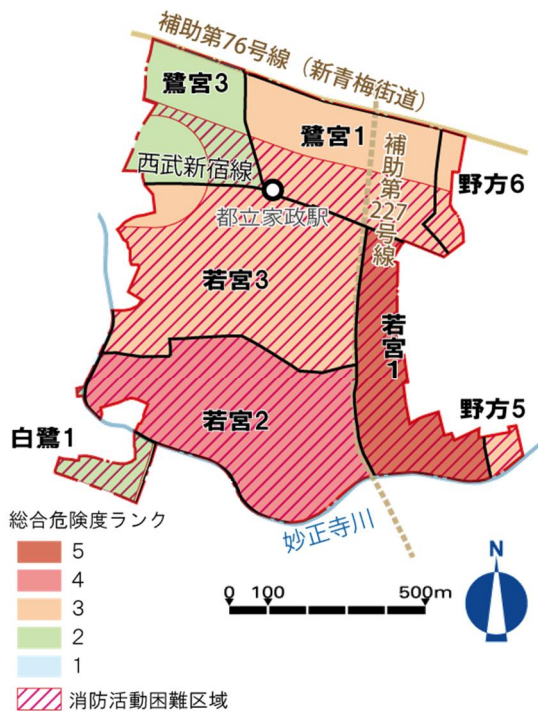 補助第76号線（新青梅街道）
鷺宮3
鷺宮1
補助第227号線
野方6
西武新宿線
都立家政駅
若宮3
若宮1
若宮2
野方5
白鷺1
妙正寺川
総合危険度ランク
5
4
3
2
1
消防活動困難区域
0 100 500m
N